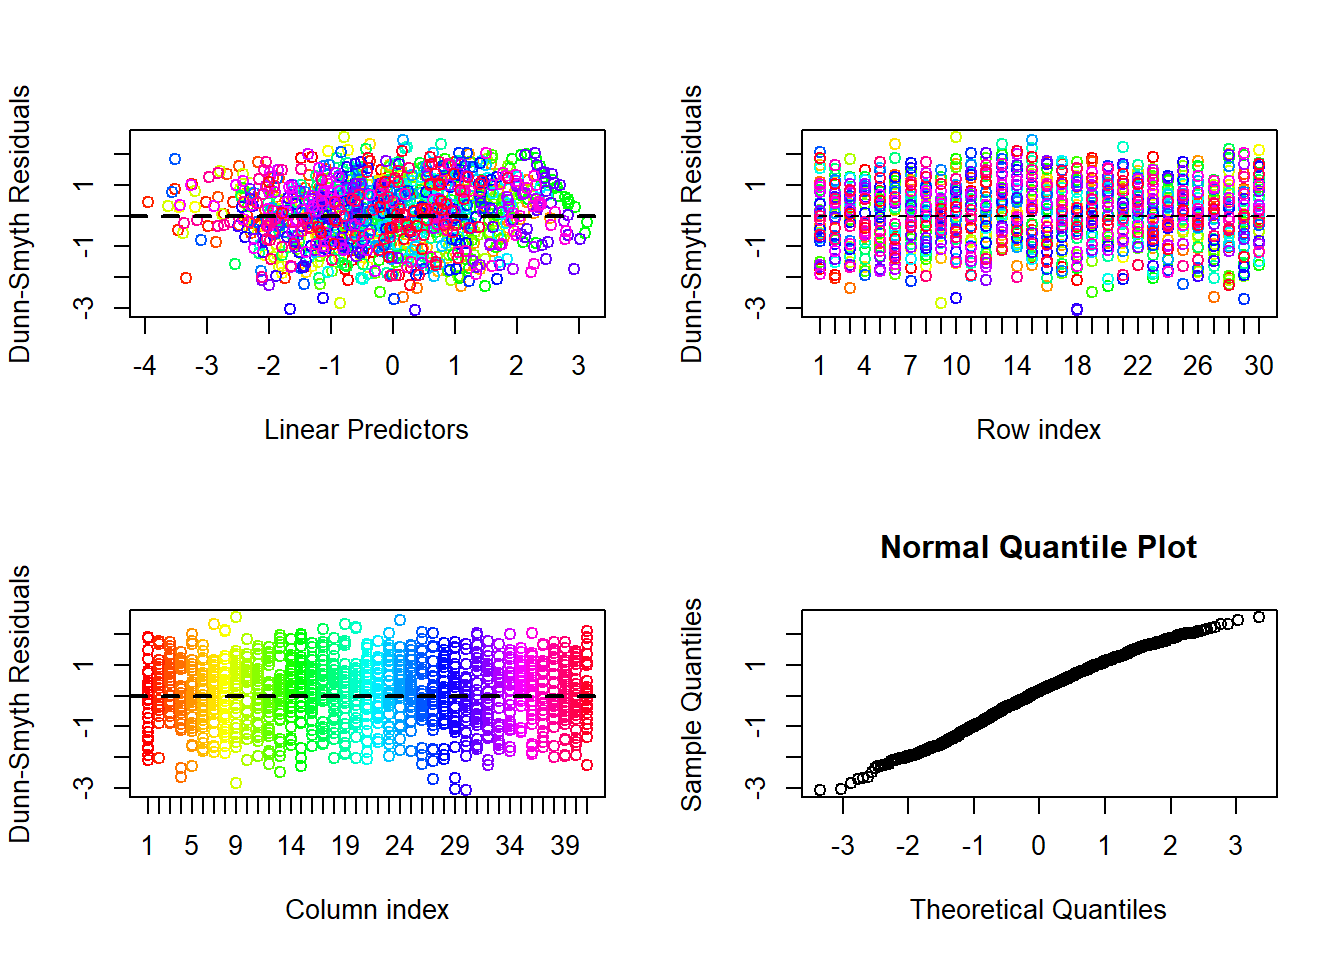 Dunn-Smyth Residuals
1
-1
-3
-4 -3 -2 -1 0 1 2 3
Linear Predictors
Dunn-Smyth Residuals
1
-1
-3
1 4 7 10 14 18 22 26 30
Row index
Dunn-Smyth Residuals
1
-1
-3
1 5 9 14 19 24 29 34 39
Column index
Normal Quantile Plot
Sample Quantiles
1
-1
-3
-3 -2 -1 0 1 2 3
Theoretical Quantiles